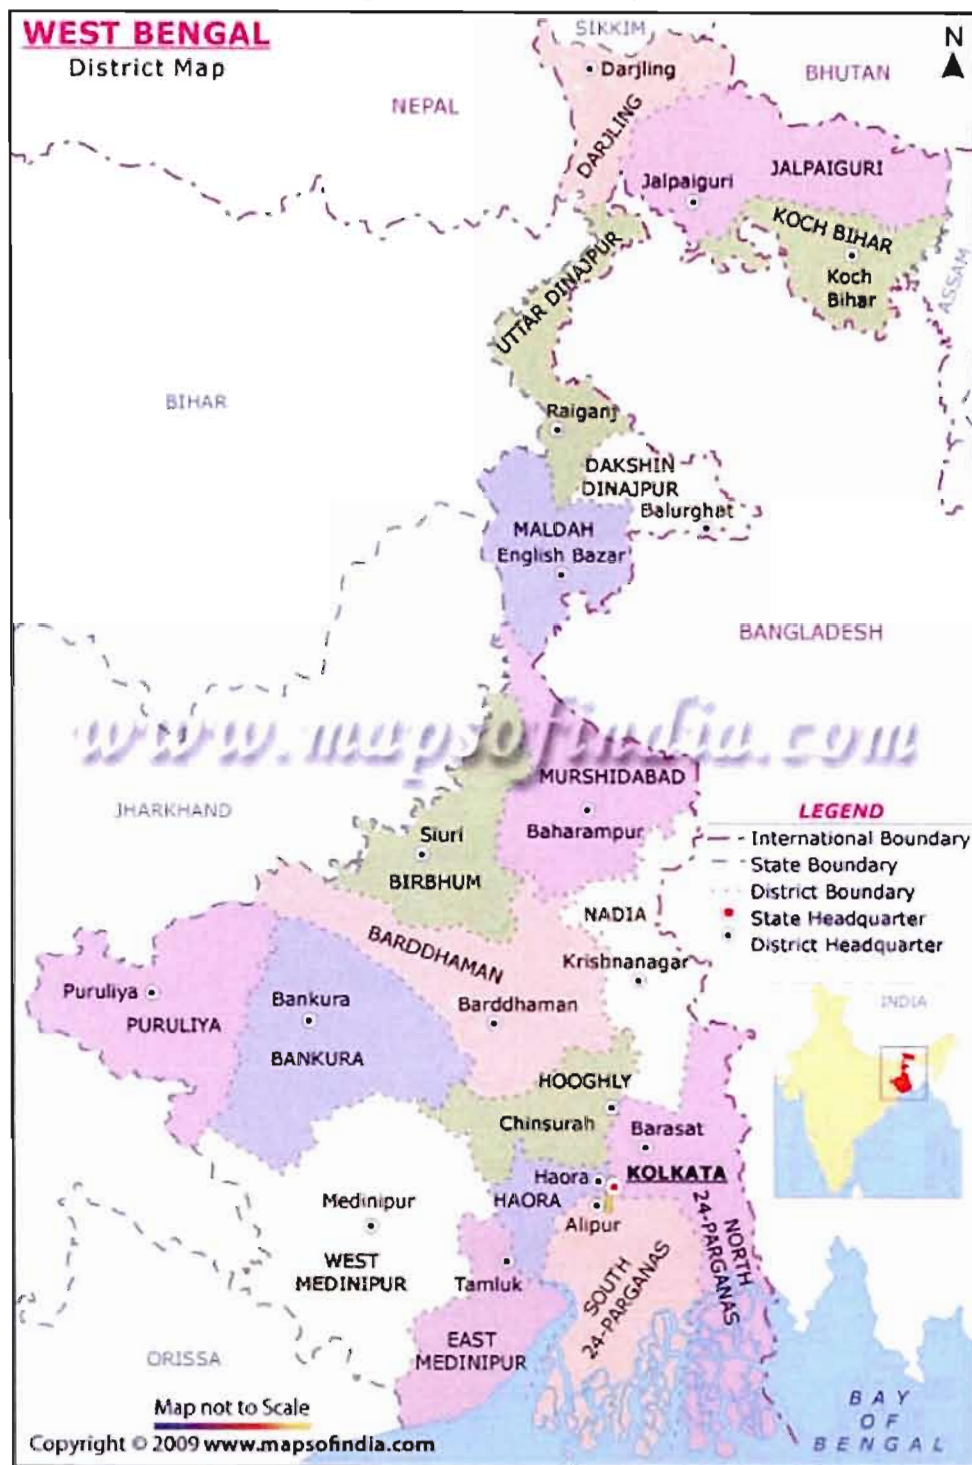 WEST BENGAL
District Map
N
SIKKIM
Darjling
BHUTAN
NEPAL
DARJLING
JALPAIGURI
Jalpaiguri
KOCH BIHAR
Koch
Bihar
ASSAM
UTTAR DINAJPUR
BIHAR
Raiganj
DAKSHIN
DINAJPUR
Balurghat
MALDAH
English Bazar
BANGLADESH
www.mapsofindia.com
MURSHIDABAD
Baharampur
JHARKHAND
Siuri
BIRBHUM
LEGEND
International Boundary
State Boundary
District Boundary
State Headquarter
District Headquarter
NADIA
Krishnanagar
BARDDHAMAN
Barddhaman
Puruliya
PURULIYA
Bankura
BANKURA
INDIA
HOOGHLY
Chinsurah
Barasat
Haora
KOLKATA
HAORA
Alipur
Medinipur
WEST
MEDINIPUR
Tamluk
SOUTH
24-PARGANAS
NORTH
24-PARGANAS
EAST
MEDINIPUR
ORISSA
BAY
OF
BENGAL
Map not to Scale
Copyright © 2009 www.mapsofindia.com